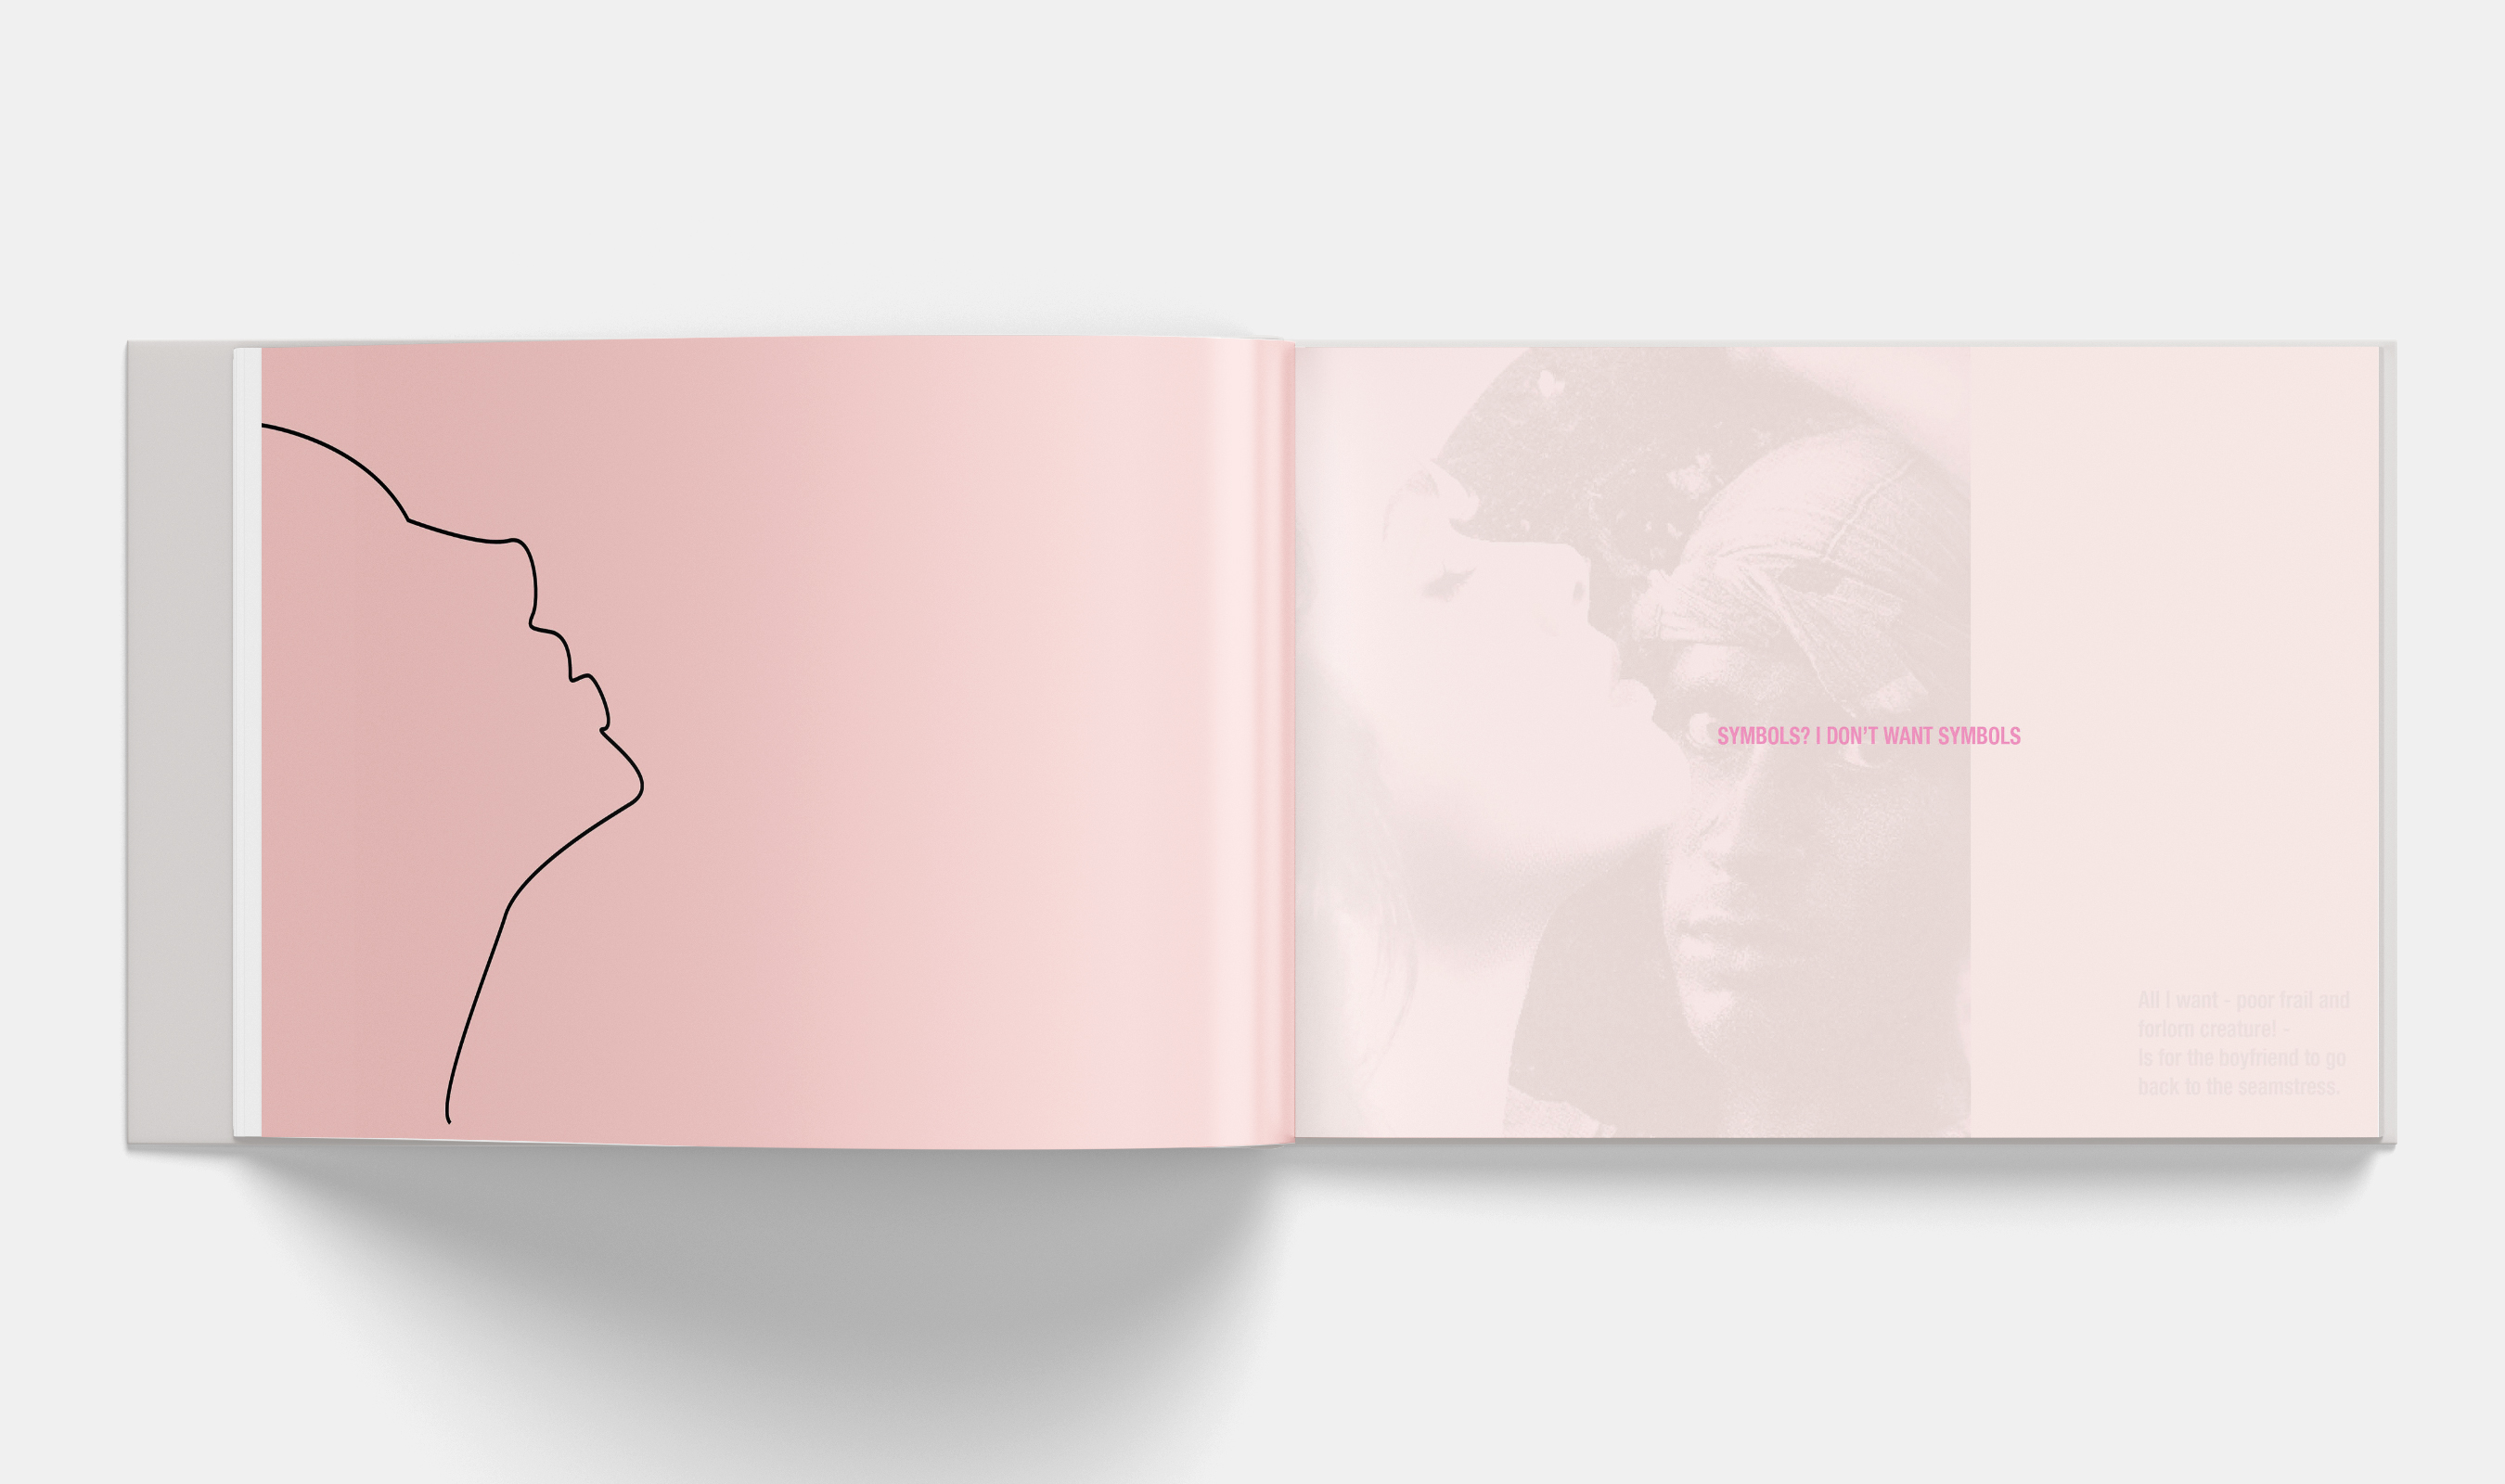 SYMBOLS? I DON'T WANT SYMBOLS
All I want - poor frail and
forlorn creature! -
Is for the boyfriend to go
back to the seamstress.